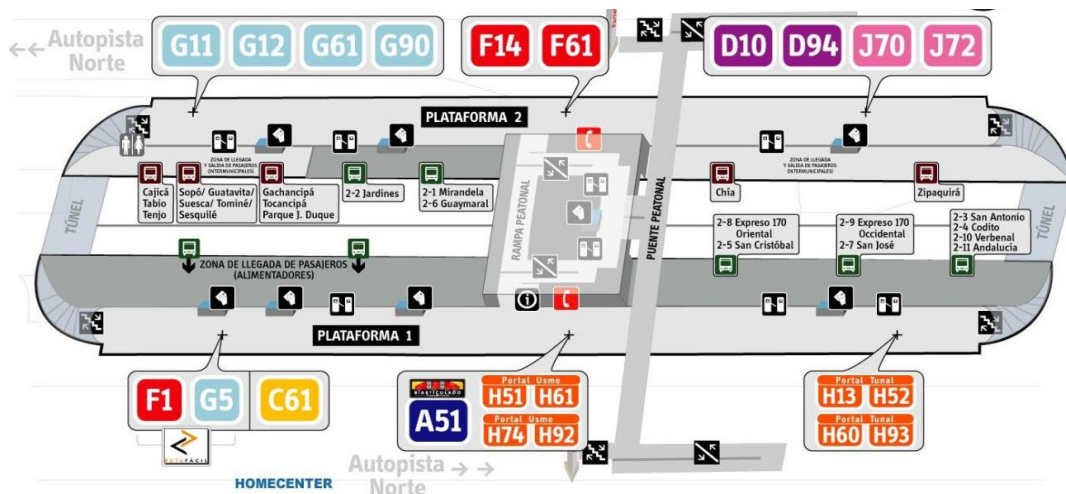 Autopista
Norte
G11 G12 G61 G90
F14 F61
D10 D94 J70 J72
PLATAFORMA 2
ZONA DE LLEGADA
Y SALIDA DE PASAJEROS
INTERMUNICIPALES
ZONA DE LLEGADA
Y SALIDA DE PASAJEROS
INTERMUNICIPALES
Cajicá
Tabio
Tenjo
Sopó/ Guatavita/
Suesca/ Tominé/
Sesquilé
Gachancipá
Tocancipá
Parque J. Duque
2-2 Jardines
2-1 Mirandela
2-6 Guaymaral
Chía
Zipaquirá
TÚNEL
RAMPA PEATONAL
PUENTE PEATONAL
TÚNEL
2-8 Expreso 170
Oriental
2-5 San Cristóbal
2-9 Expreso 170
Occidental
2-7 San José
2-3 San Antonio
2-4 Codito
2-10 Verbenal
2-11 Andalucia
ZONA DE LLEGADA DE PASAJEROS
(ALIMENTADORES)
PLATAFORMA 1
F1 G5 C61
RUTAFÁCIL
BIARTICULADO
A51
Portal Usme
H51 H61
Portal Usme
H74 H92
Portal Tunal
H13 H52
Portal Tunal
H60 H93
Autopista
Norte
HOMECENTER